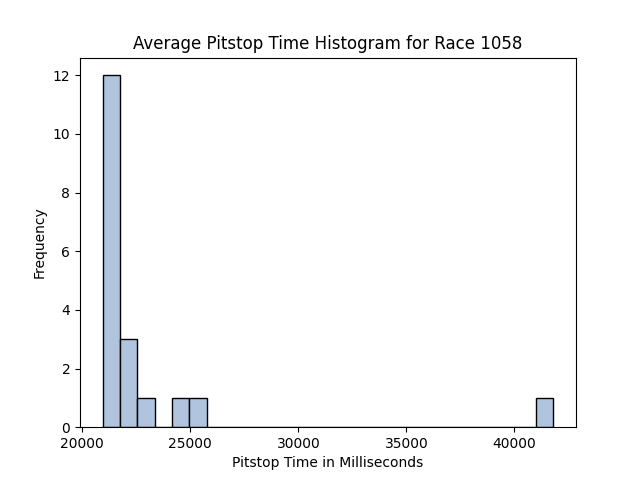 Average Pitstop Time Histogram for Race 1058
12
10
8
6
4
2
0
Frequency
20000 25000 30000 35000 40000
Pitstop Time in Milliseconds